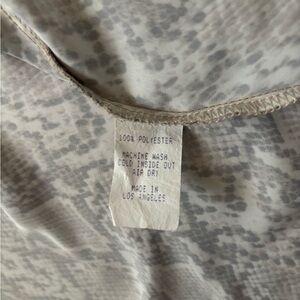 100% POLYESTER
MACHINE WASH
COLD INSIDE OUT
AIR DRY
MADE IN
LOS ANGELES